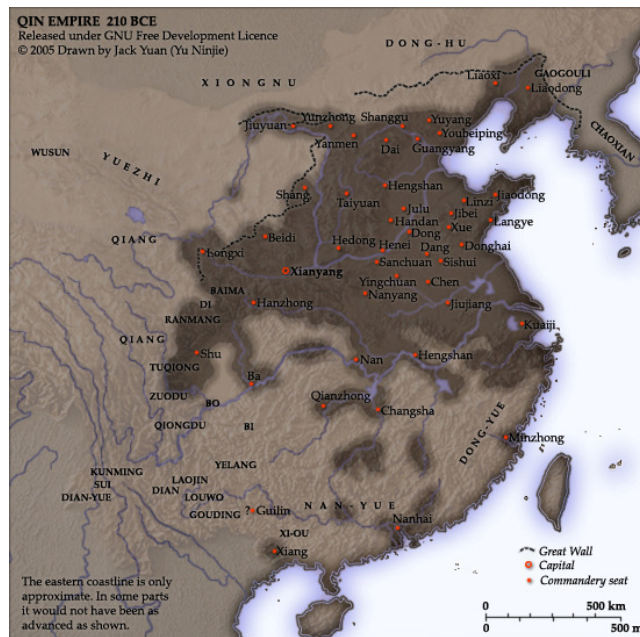 QIN EMPIRE 210 BCE
Released under GNU Free Development Licence
© 2005 Drawn by Jack Yuan (Yu Ninjie)
DONG-HU
XIONGNU
Liaoxi
GAOGOULI
Liaodong
CHAOXIAN
Jiuyuan
Yunzhong
Shanggu
Yuyang
Youbeiping
Yanmen
Dai
Guangyang
WUSUN
YUEZHI
Shang
Hengshan
Taiyuan
Jiaodong
Linzi
Julu
Jibei
Handan
Langye
Xue
Dong
QIANG
Beidi
Hedong
Henei
Donghai
Longxi
Dang
Sanchuan
Sishui
Xianyang
Yingchuan
Chen
BAIMA
Nanyang
DI
Hanzhong
Jiujiang
RANMANG
Kuaiji
QIANG
Shu
Nan
Hengshan
TUQIONG
Ba
ZUODU
BO
Qianzhong
Changsha
QIONGDU
BI
DONG-YUE
Minzhong
YELANG
KUNMING
SUI
LAOJIN
DIAN-YUE
DIAN
LOUWO
NAN-YUE
GOUDING
? Guilin
Nanhai
XI-OU
Xiang
Great Wall
Capital
Commandery seat
The eastern coastline is only
approximate. In some parts
it would not have been as
advanced as shown.
0 500 km
0 500 m